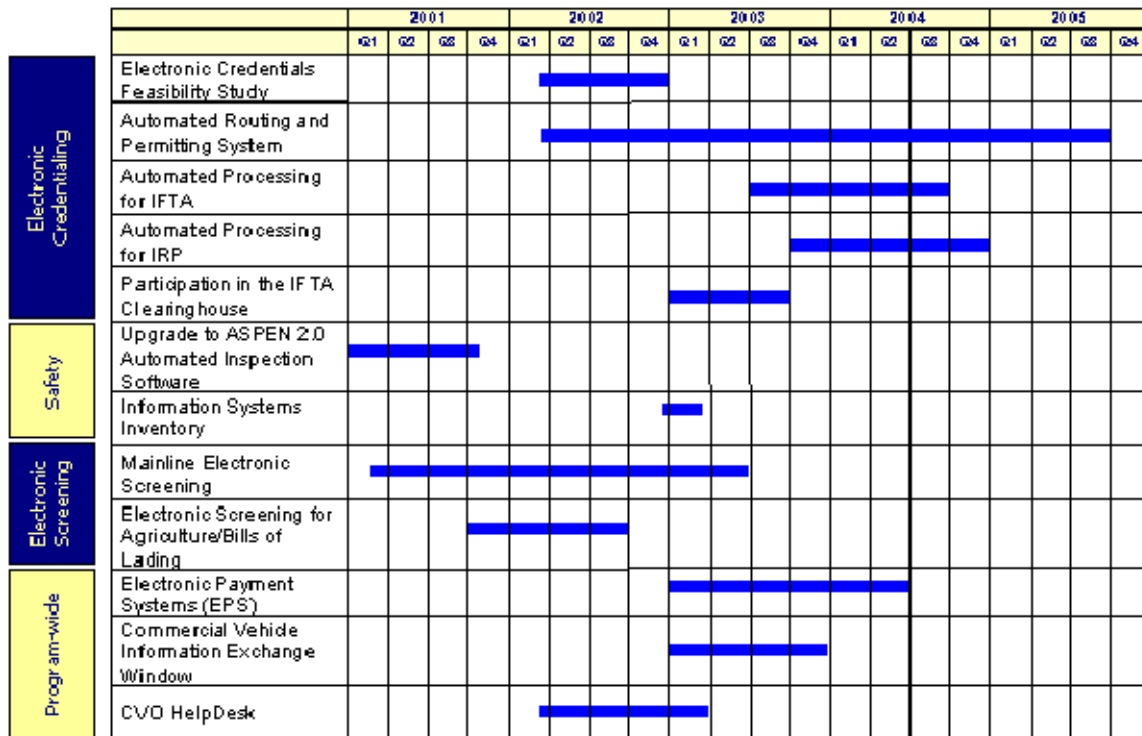 2001 2002 2003 2004 2005
Q1 Q2 Q3 Q4 Q1 Q2 Q3 Q4 Q1 Q2 Q3 Q4 Q1 Q2 Q3 Q4 Q1 Q2 Q3 Q4
Electronic
Credentialing
Electronic Credentials
Feasibility Study
Automated Routing and
Permitting System
Automated Processing
for IFTA
Automated Processing
for IRP
Participation in the IFTA
Clearinghouse
Safety
Upgrade to ASPEN 2.0
Automated Inspection
Software
Information Systems
Inventory
Electronic
Screening
Mainline Electronic
Screening
Electronic Screening for
Agriculture/Bills of
Lading
Program-wide
Electronic Payment
Systems (EPS)
Commercial Vehicle
Information Exchange
Window
CVO HelpDesk